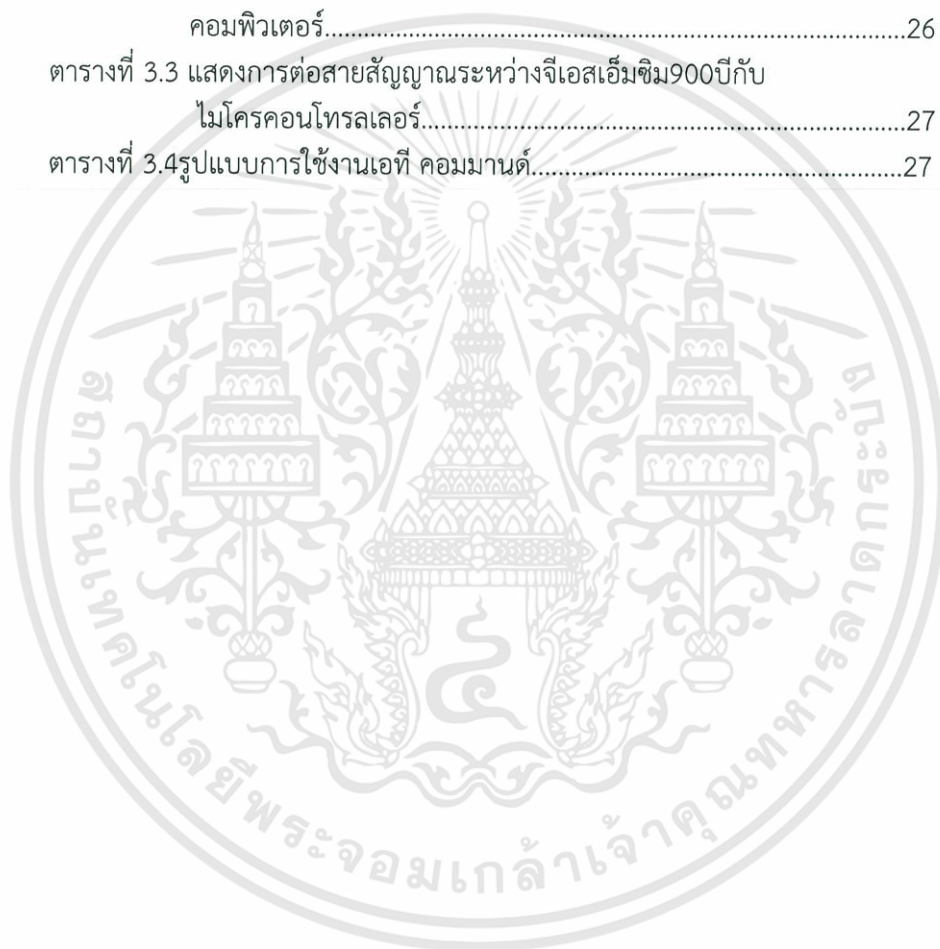 คอมพิวเตอร์....................................................................................26
ตารางที่ 3.3 แสดงการต่อสายสัญญาณระหว่างจีเอสเอ็มซิม900บีกับ
ไมโครคอนโทรลเลอร์......................................................................27
ตารางที่ 3.4รูปแบบการใช้งานเอที คอมมานด์......................................................27
สถาบันเทคโนโลยีพระจอมเกล้าเจ้าคุณทหารลาดกระบัง